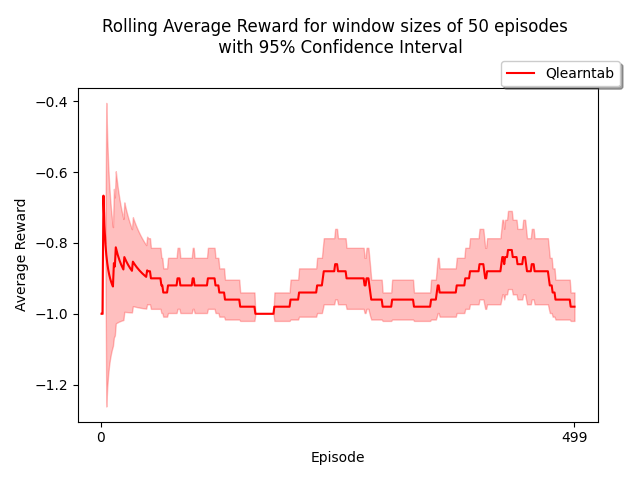 Rolling Average Reward for window sizes of 50 episodes
with 95% Confidence Interval
Qlearntab
−0.4
−0.6
−0.8
−1.0
−1.2
Average Reward
0
499
Episode